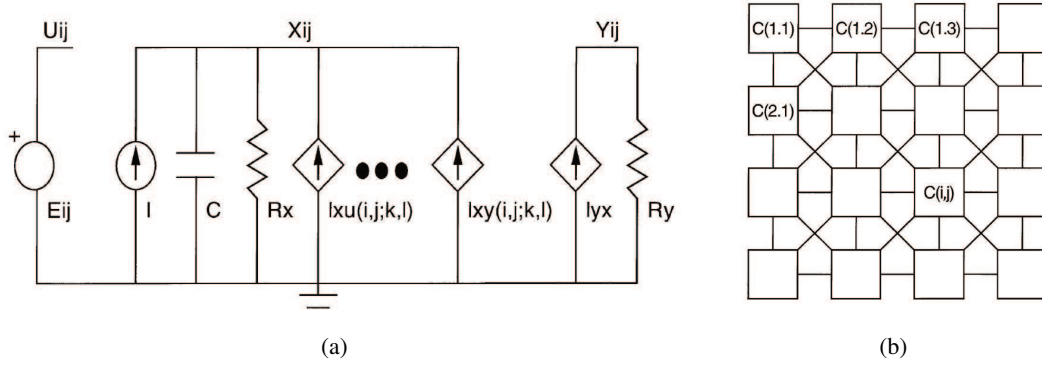 Uij Xij Yij
+
Eij I C Rx Ixu(i,j;k,l) Ixy(i,j;k,l) Iyx Ry
(a)
C(1.1) C(1.2) C(1.3)
C(2.1)
C(i,j)
(b)